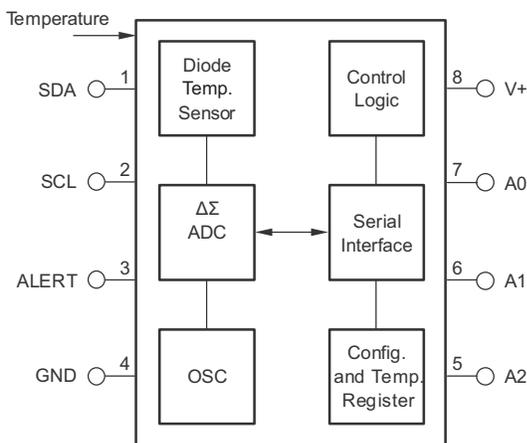 Temperature
1
SDA
2
SCL
3
ALERT
4
GND
Diode
Temp.
Sensor
ΔΣ
ADC
OSC
Control
Logic
Serial
Interface
Config.
and Temp.
Register
8
V+
7
A0
6
A1
5
A2